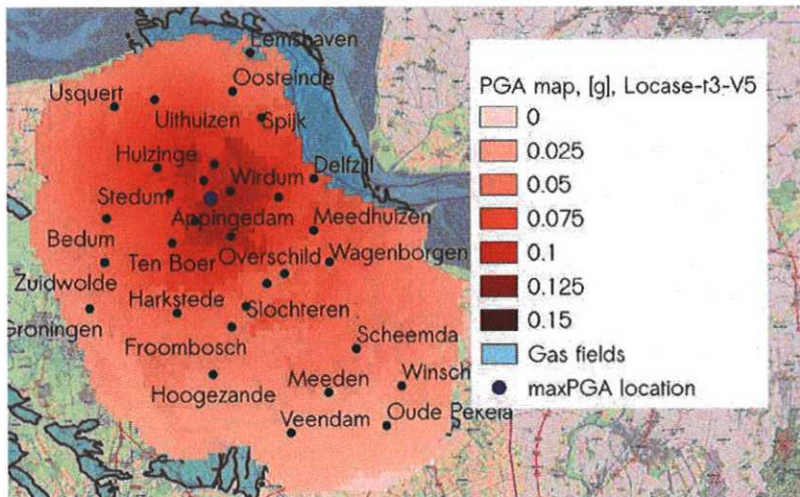 Eemshaven
Oosteinde
Usquert
Uithuizen
Spijk
Huizinge
Delfzijl
Wirdum
Stedum
Appingedam
Meedhuizen
Bedum
Ten Boer
Overschild
Wagenborgen
Zuidwolde
Harkstede
Slochteren
Groningen
Froombosch
Scheemda
Hoogezande
Meeden
Winsch
Veendam
Oude Pekela
PGA map, [g], Locase-r3-V5
0
0.025
0.05
0.075
0.1
0.125
0.15
Gas fields
maxPGA location